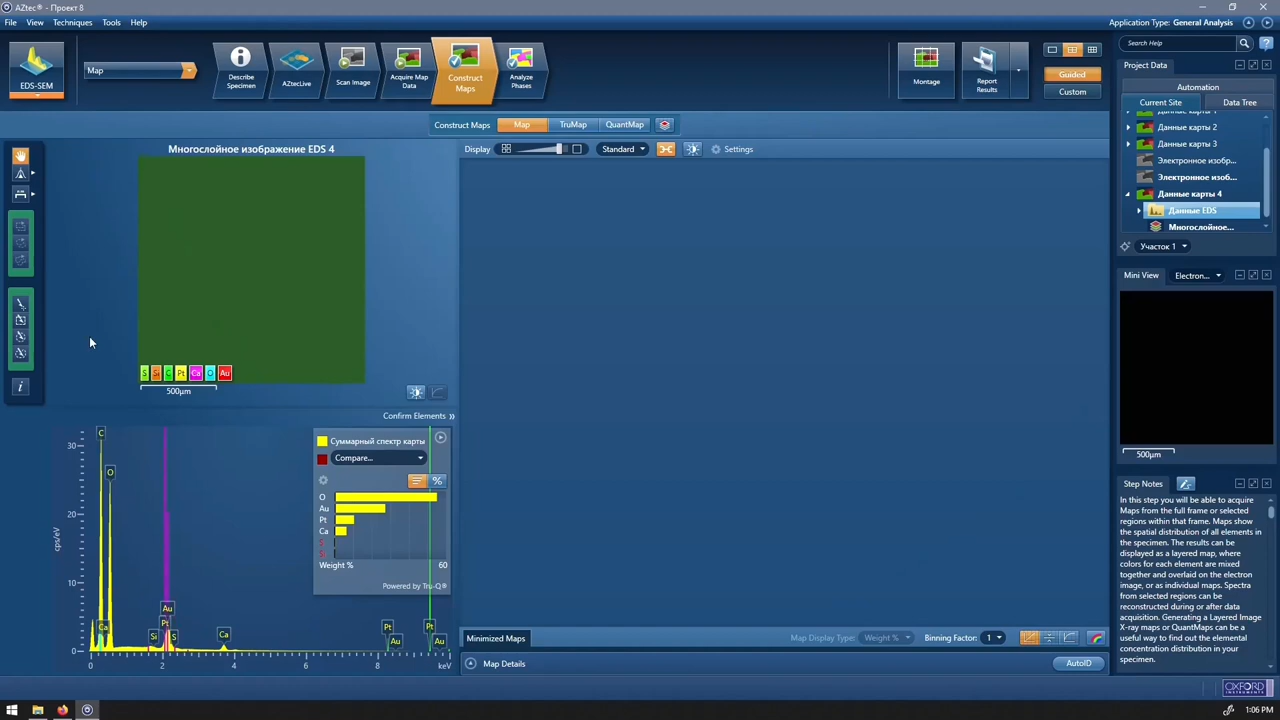 AZtec® - Проект 8
File View Techniques Tools Help
Application Type: General Analysis
EDS-SEM
Map
Describe Specimen
AZtecLive
Scan Image
Acquire Map Data
Construct Maps
Analyze Phases
Montage
Report Results
Guided
Custom
Search Help
Project Data
Automation
Current Site Data Tree
Данные карты 2
Данные карты 3
Электронное изобр...
Электронное изоб...
Данные карты 4
Данные EDS
Многослойное...
Участок 1
Construct Maps Map TruMap QuantMap
Многослойное изображение EDS 4
S Si C Pt Ca O Au
500µm
Display Standard Settings
Mini View Electron...
500µm
Confirm Elements »
Суммарный спектр карты
Compare...
%
O
Au
Pt
Ca
S
Si
Weight % 60
Powered by Tru-Q®
cps/eV
30
20
10
0
C
O
Ca
Si
Au
Pt
S
Ca
Pt
Au
Pt
Au
0 2 4 6 8 keV
Minimized Maps
Map Display Type: Weight %
Binning Factor: 1
Map Details
AutoID
Step Notes
In this step you will be able to acquire
Maps from the full frame or selected
regions within that frame. Maps show
the spatial distribution of all elements in
the specimen. The results can be
displayed as a layered map, where
colors for each element are mixed
together and overlaid on the electron
image, or as individual maps. Spectra
from selected regions can be
reconstructed during or after data
acquisition. Generating a Layered Image
X-ray maps or QuantMaps can be a
useful way to find out the elemental
concentration distribution in your
specimen.
OXFORD INSTRUMENTS
1:06 PM